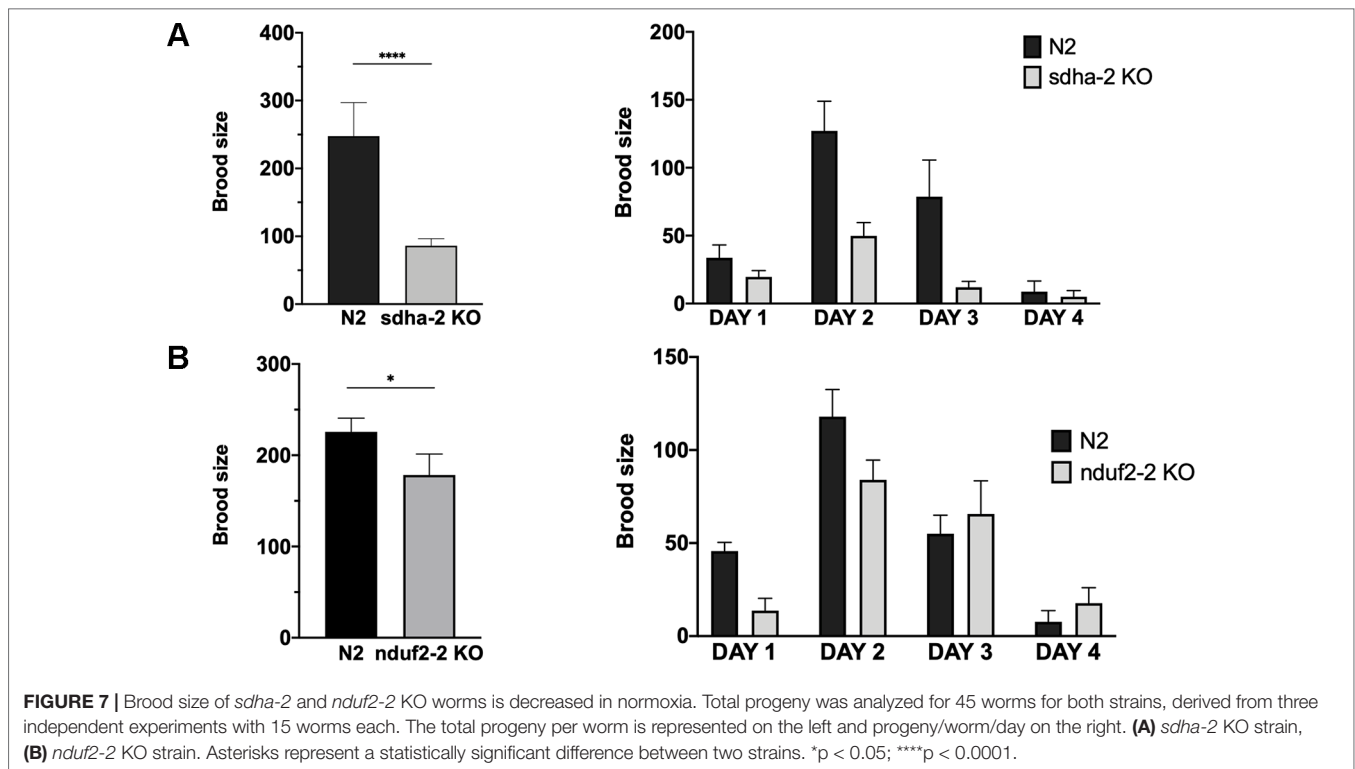 A
400
300
200
100
0
Brood size
****
N2 sdha-2 KO
200
150
100
50
0
Brood size
N2
sdha-2 KO
DAY 1 DAY 2 DAY 3 DAY 4
B
300
200
100
0
Brood size
*
N2 nduf2-2 KO
150
100
50
0
Brood size
N2
nduf2-2 KO
DAY 1 DAY 2 DAY 3 DAY 4
FIGURE 7 | Brood size of sdha-2 and nduf2-2 KO worms is decreased in normoxia. Total progeny was analyzed for 45 worms for both strains, derived from three
independent experiments with 15 worms each. The total progeny per worm is represented on the left and progeny/worm/day on the right. (A) sdha-2 KO strain,
(B) nduf2-2 KO strain. Asterisks represent a statistically significant difference between two strains. *p < 0.05; ****p < 0.0001.